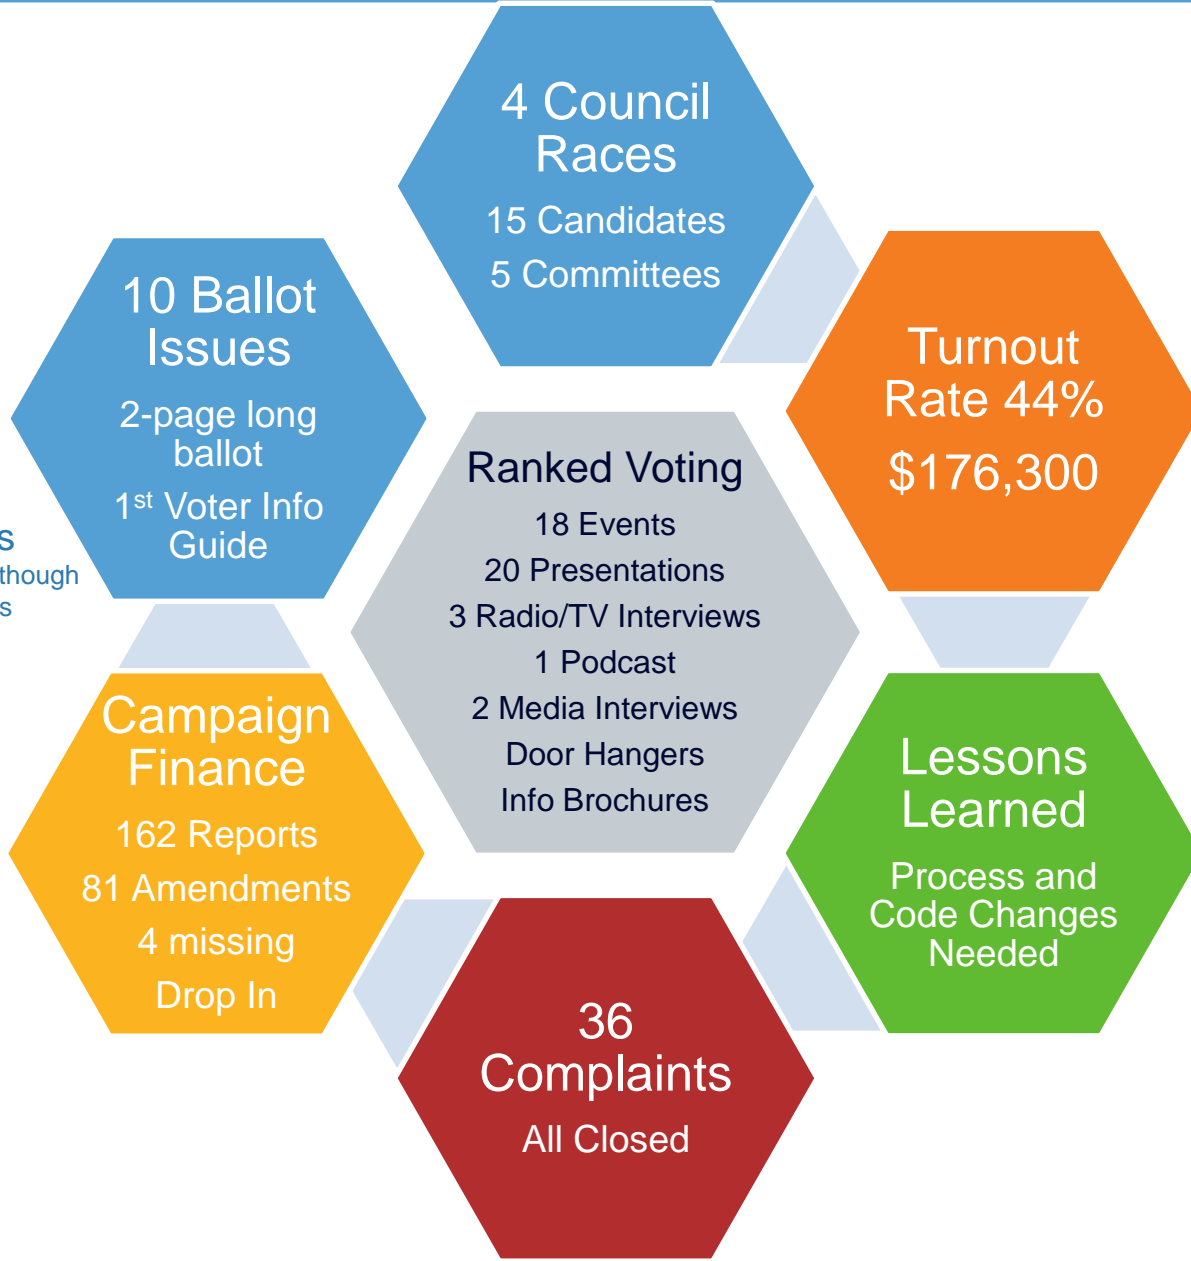 4 Council
Races
15 Candidates
5 Committees
10 Ballot
Issues
2-page long
ballot
1st Voter Info
Guide
Turnout
Rate 44%
$176,300
Ranked Voting
18 Events
20 Presentations
3 Radio/TV Interviews
1 Podcast
2 Media Interviews
Door Hangers
Info Brochures
s
though
s
Campaign
Finance
162 Reports
81 Amendments
4 missing
Drop In
Lessons
Learned
Process and
Code Changes
Needed
36
Complaints
All Closed